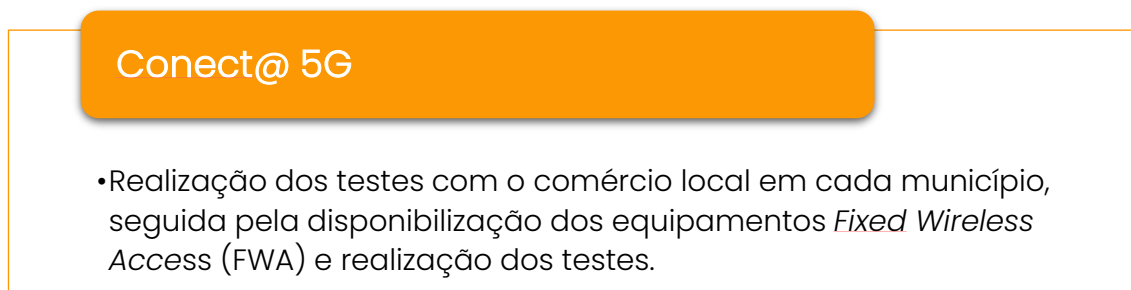 Conect@ 5G
•Realização dos testes com o comércio local em cada município,
seguida pela disponibilização dos equipamentos Fixed Wireless
Access (FWA) e realização dos testes.